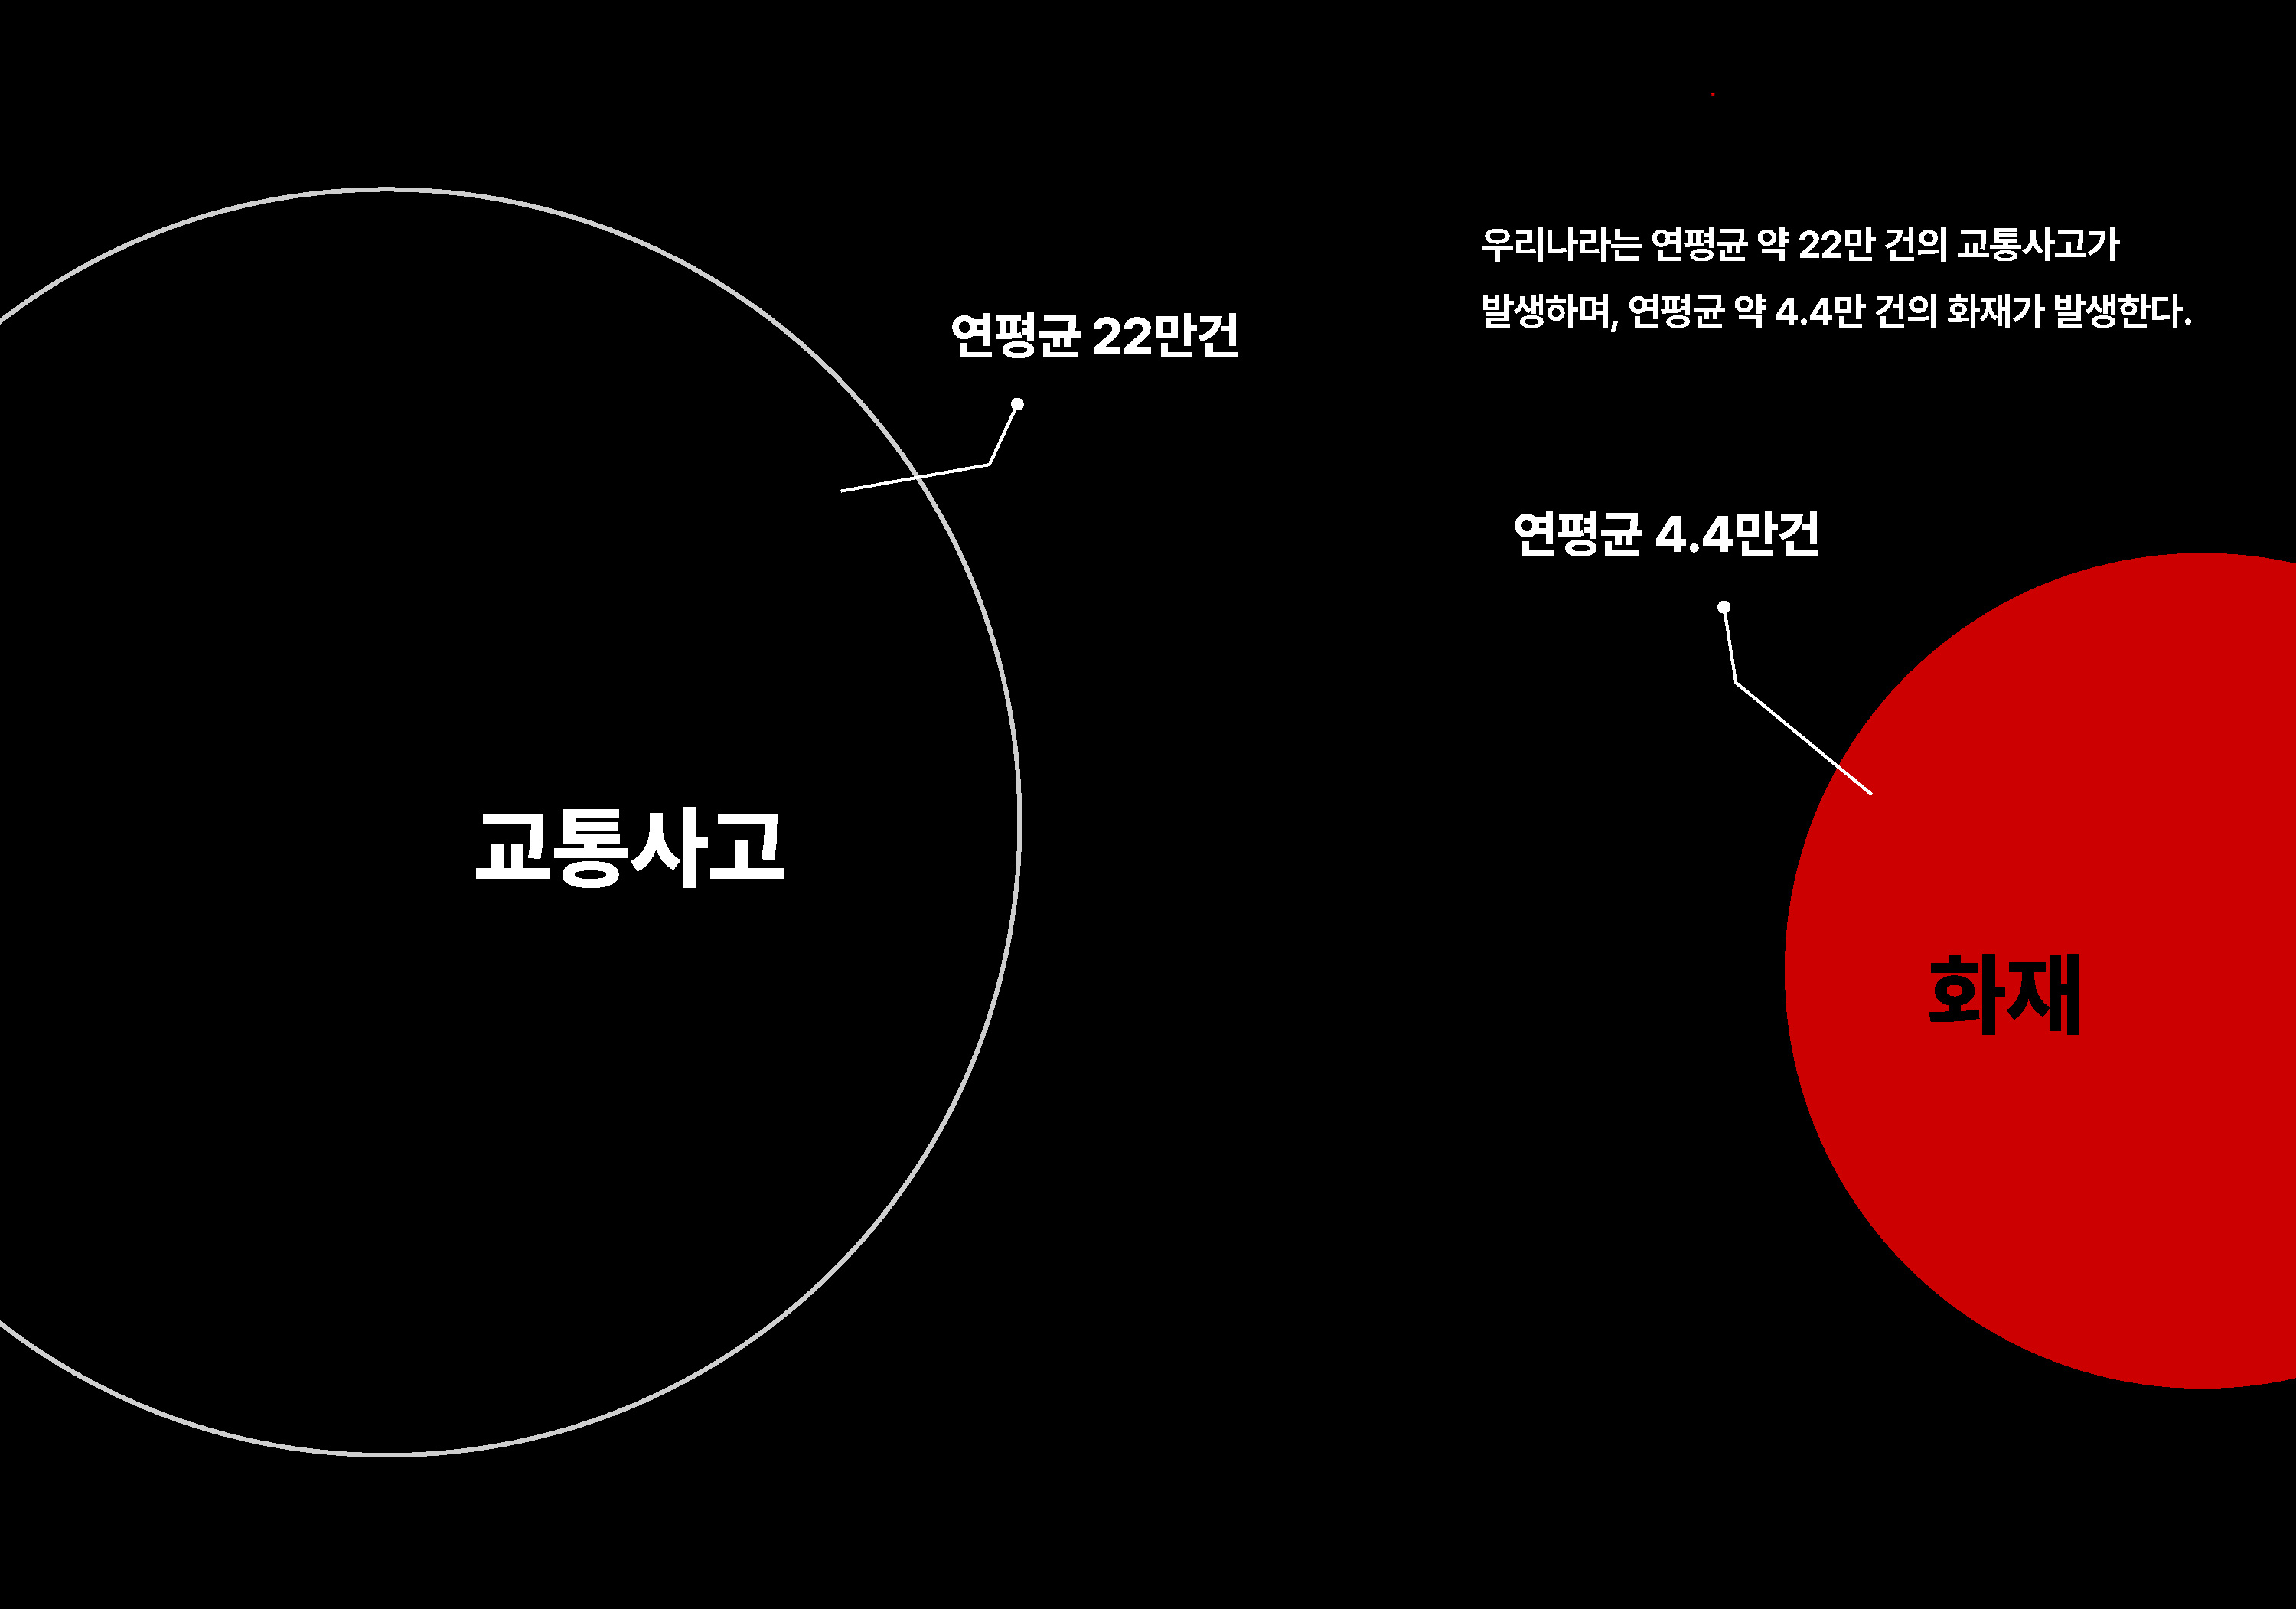 우리나라는 연평균 약 22만 건의 교통사고가
발생하며, 연평균 약 4.4만 건의 화재가 발생한다.
연평균 22만건
연평균 4.4만건
교통사고
화재